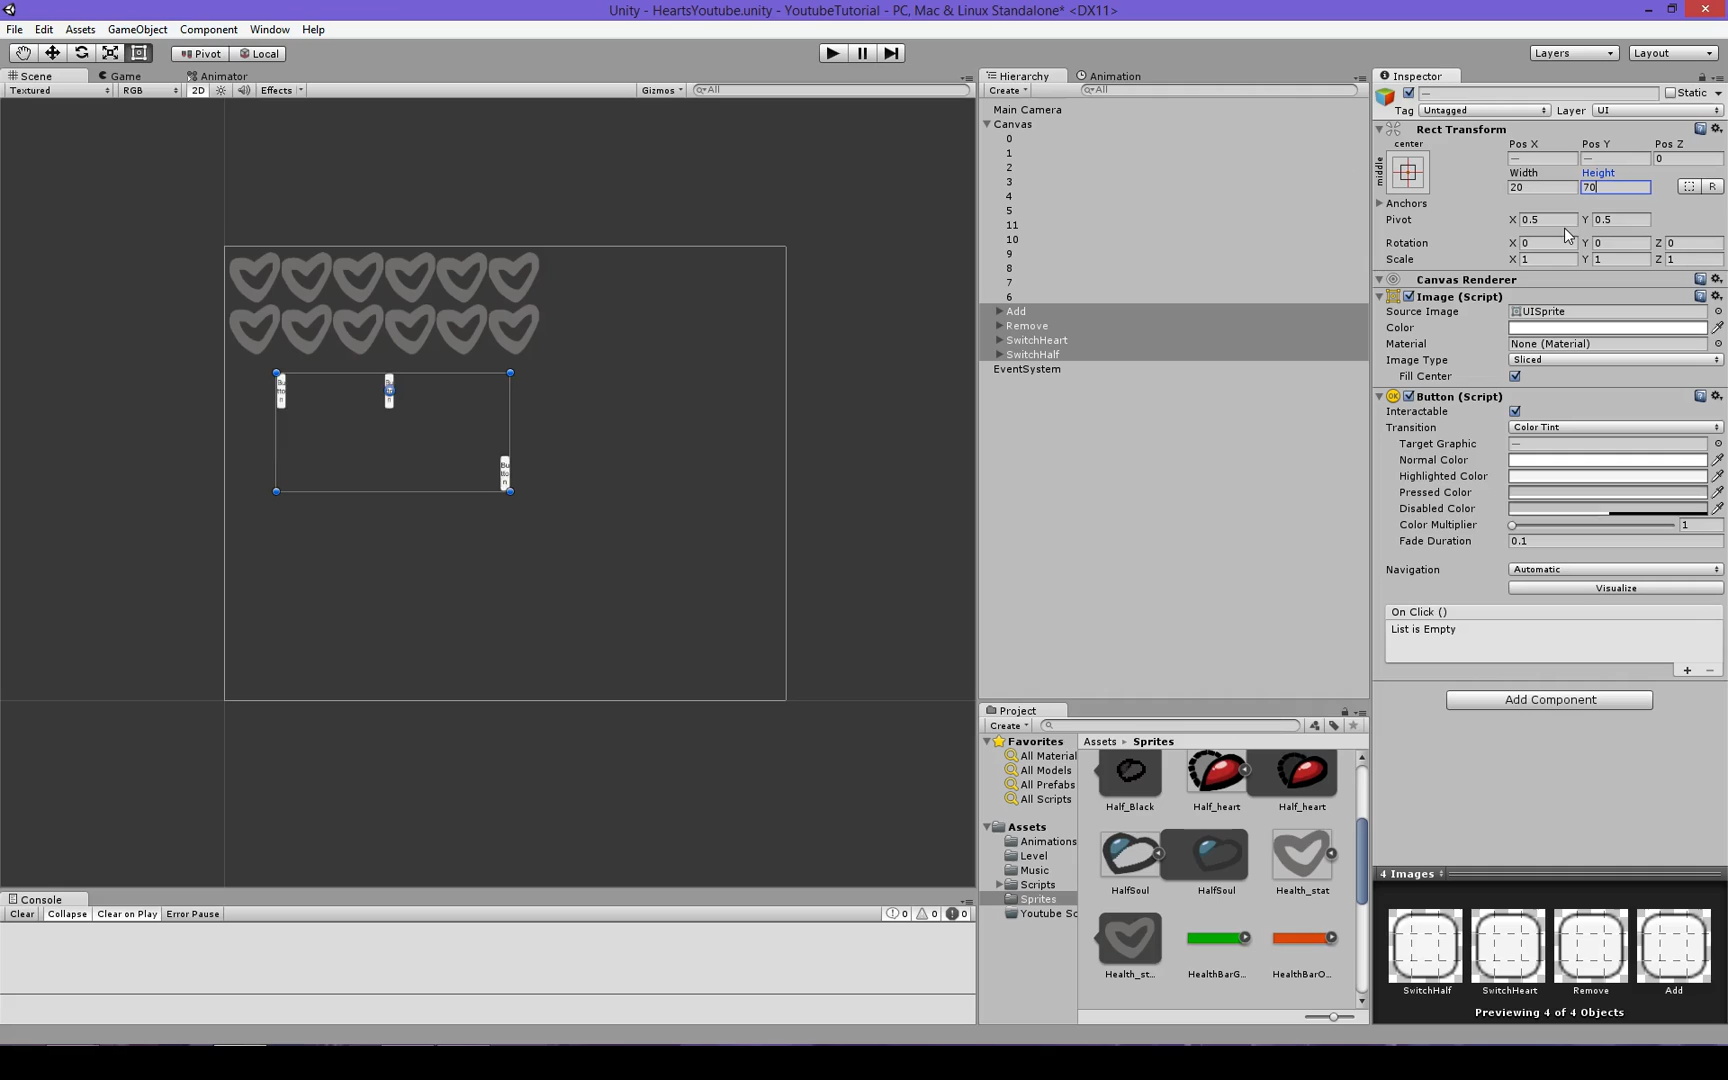 Unity - HeartsYoutube.unity - YoutubeTutorial - PC, Mac & Linux Standalone* <DX11>
File Edit Assets GameObject Component Window Help
Pivot Local Layers Layout
Scene Game Animator
Textured RGB 2D Effects Gizmos All
Hierarchy Animation
Create All
Main Camera
Canvas
0
1
2
3
4
5
11
10
9
8
7
6
Add
Remove
SwitchHeart
SwitchHalf
EventSystem
Bu
tto
n
Bu
n
Bu
tto
n
Inspector
— Static
Tag Untagged Layer UI
Rect Transform
center
middle
Pos X Pos Y Pos Z
— — 0
Width Height
20 70 R
Anchors
Pivot X 0.5 Y 0.5
Rotation X 0 Y 0 Z 0
Scale X 1 Y 1 Z 1
Canvas Renderer
Image (Script)
Source Image UISprite
Color
Material None (Material)
Image Type Sliced
Fill Center
Button (Script)
Interactable
Transition Color Tint
Target Graphic —
Normal Color
Highlighted Color
Pressed Color
Disabled Color
Color Multiplier 1
Fade Duration 0.1
Navigation Automatic
Visualize
On Click ()
List is Empty
Add Component
Project
Create
Favorites
All Material
All Models
All Prefabs
All Scripts
Assets
Animations
Level
Music
Scripts
Sprites
Youtube Sc
Assets Sprites
Half_Black Half_heart Half_heart
HalfSoul HalfSoul Health_stat
Health_st... HealthBarG... HealthBarO...
4 Images
SwitchHalf SwitchHeart Remove Add
Previewing 4 of 4 Objects
Console
Clear Collapse Clear on Play Error Pause 0 0 0